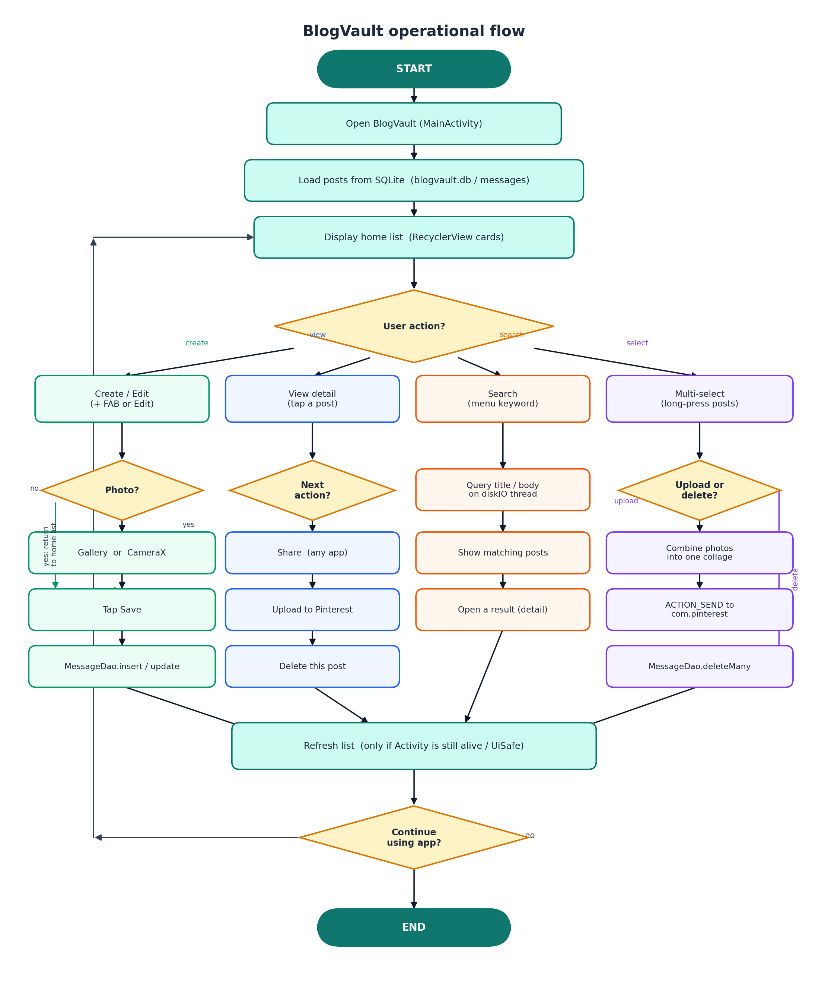 BlogVault operational flow
START
Open BlogVault (MainActivity)
Load posts from SQLite  (blogvault.db / messages)
Display home list  (RecyclerView cards)
User action?
create
view
search
select
Create / Edit
(+ FAB or Edit)
View detail
(tap a post)
Search
(menu keyword)
Multi-select
(long-press posts)
no
Photo?
yes
Next
action?
Query title / body
on diskIO thread
Upload or
delete?
upload
delete
yes: return
to home list
Gallery  or  CameraX
Share  (any app)
Show matching posts
Combine photos
into one collage
Tap Save
Upload to Pinterest
Open a result (detail)
ACTION_SEND to
com.pinterest
MessageDao.insert / update
Delete this post
MessageDao.deleteMany
Refresh list  (only if Activity is still alive / UiSafe)
Continue
using app?
no
END